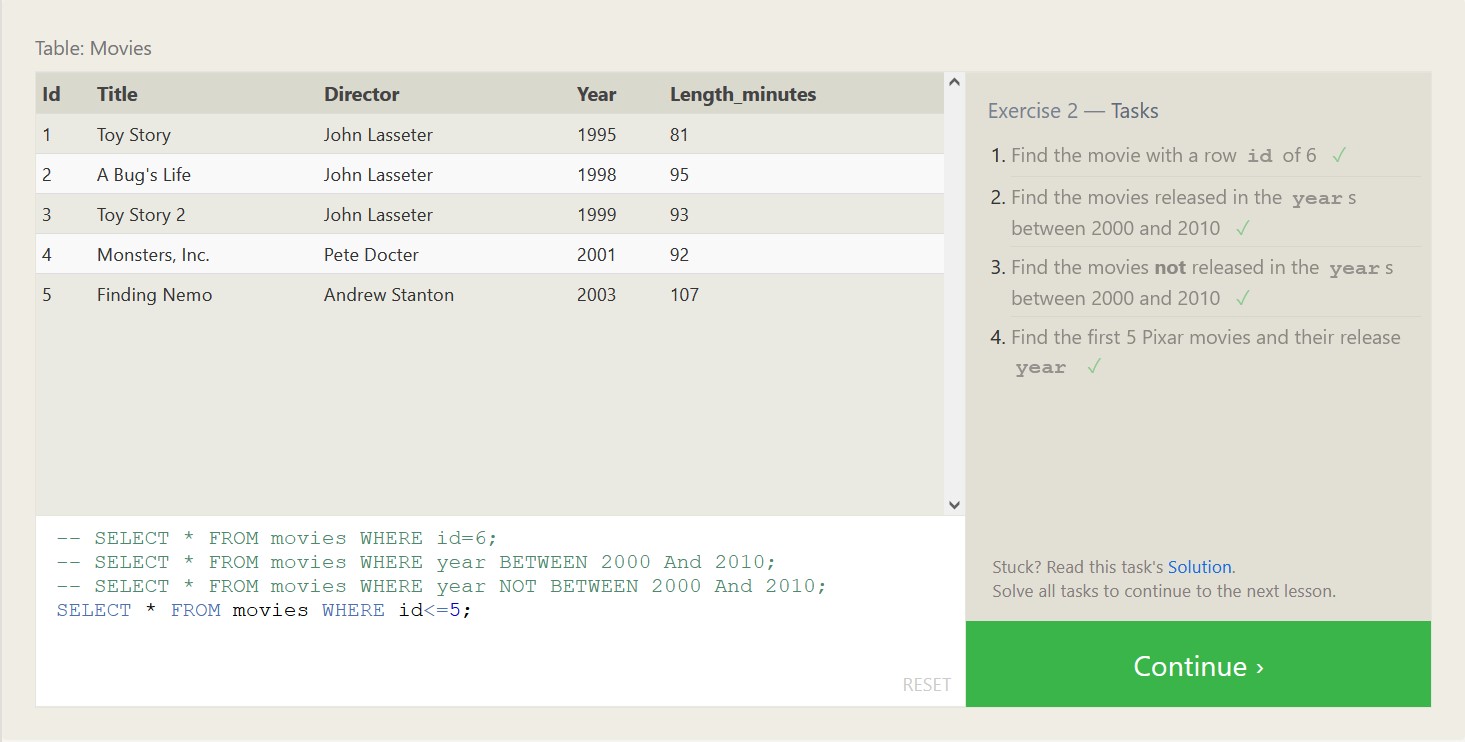 Table: Movies
Id Title Director Year Length_minutes
1 Toy Story John Lasseter 1995 81
2 A Bug's Life John Lasseter 1998 95
3 Toy Story 2 John Lasseter 1999 93
4 Monsters, Inc. Pete Docter 2001 92
5 Finding Nemo Andrew Stanton 2003 107
-- SELECT * FROM movies WHERE id=6;
-- SELECT * FROM movies WHERE year BETWEEN 2000 And 2010;
-- SELECT * FROM movies WHERE year NOT BETWEEN 2000 And 2010;
SELECT * FROM movies WHERE id<=5;
RESET
Exercise 2 — Tasks
1. Find the movie with a row id of 6 ✓
2. Find the movies released in the year s
between 2000 and 2010 ✓
3. Find the movies not released in the year s
between 2000 and 2010 ✓
4. Find the first 5 Pixar movies and their release
year ✓
Stuck? Read this task's Solution.
Solve all tasks to continue to the next lesson.
Continue ›